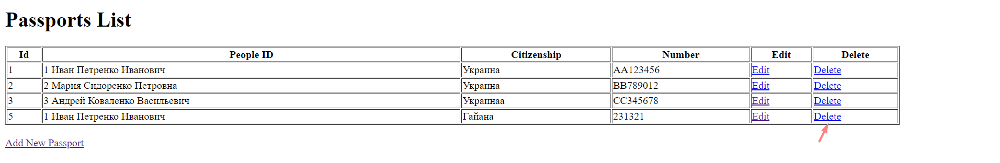 Passports List
Id People ID Citizenship Number Edit Delete
1 1 Иван Петренко Иванович Украина AA123456 Edit Delete
2 2 Мария Сидоренко Петровна Украина BB789012 Edit Delete
3 3 Андрей Коваленко Васильевич Украинаа CC345678 Edit Delete
5 1 Иван Петренко Иванович Гайана 231321 Edit Delete
Add New Passport